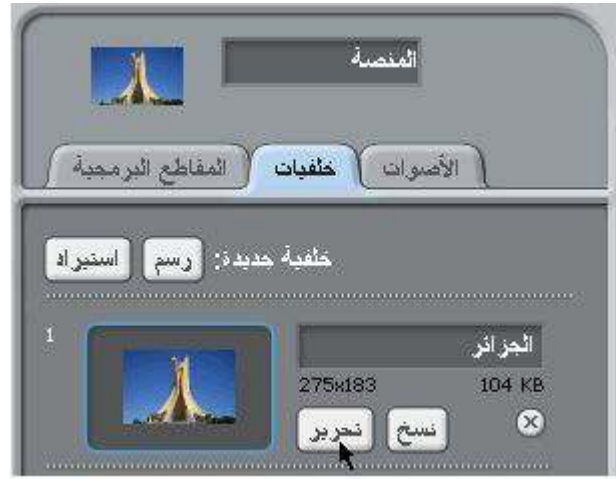 المنصة
الأصوات خلفيات المقاطع البرمجية
خلفية جديدة: رسم استيراد
1
الجزائر
275x183 104 KB
نسخ تحرير